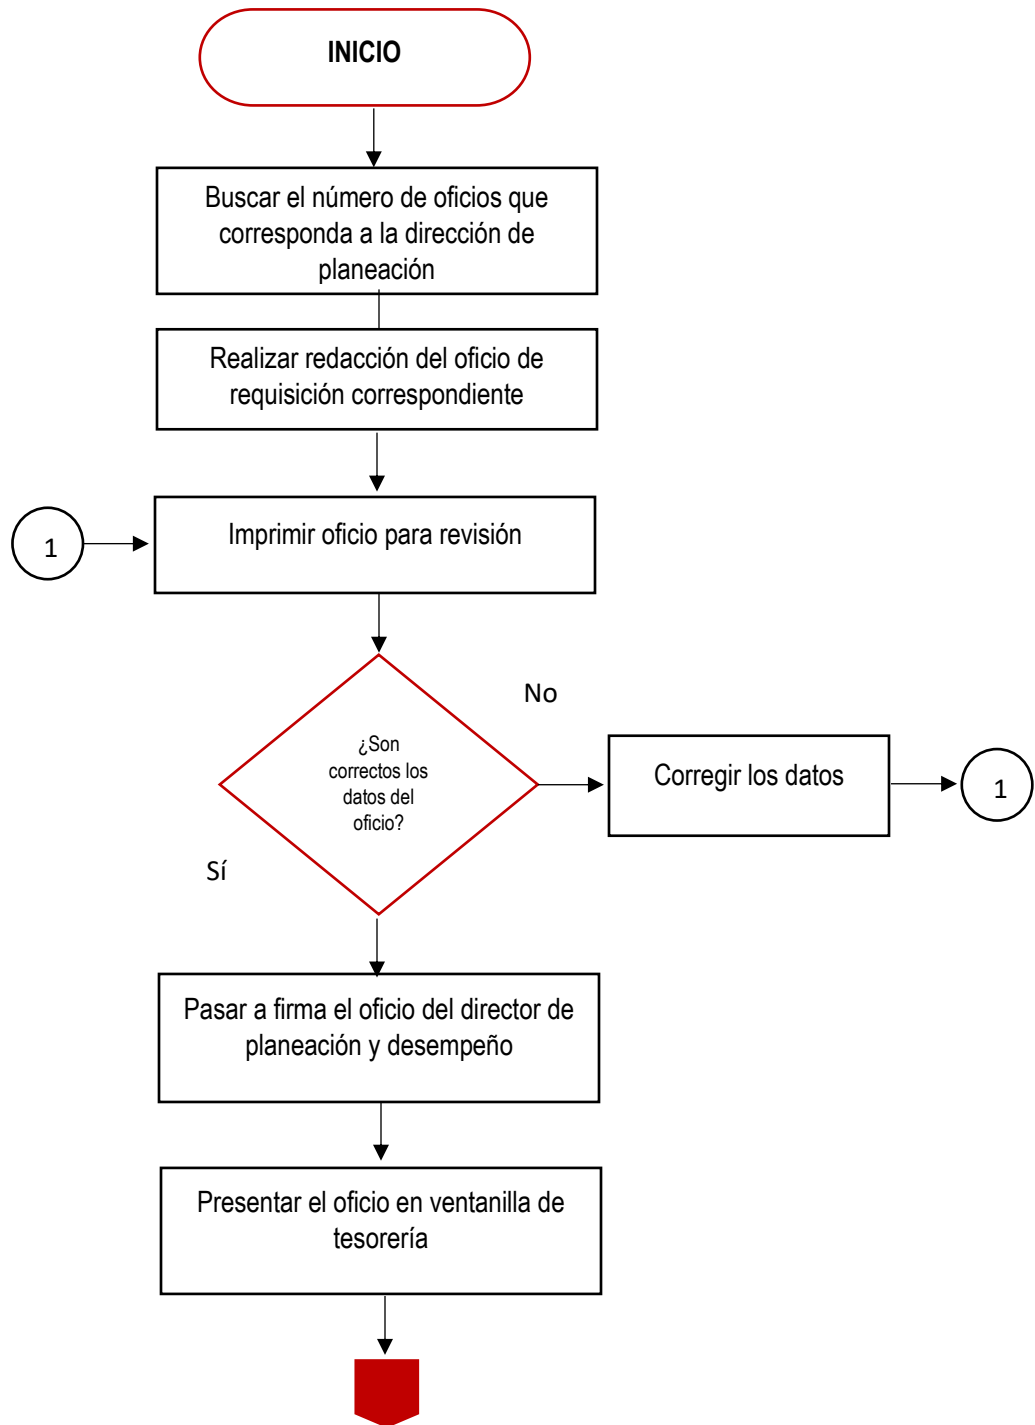 INICIO
Buscar el número de oficios que
corresponda a la dirección de
planeación
Realizar redacción del oficio de
requisición correspondiente
1
Imprimir oficio para revisión
No
¿Son
correctos los
datos del
oficio?
Corregir los datos
1
Sí
Pasar a firma el oficio del director de
planeación y desempeño
Presentar el oficio en ventanilla de
tesorería